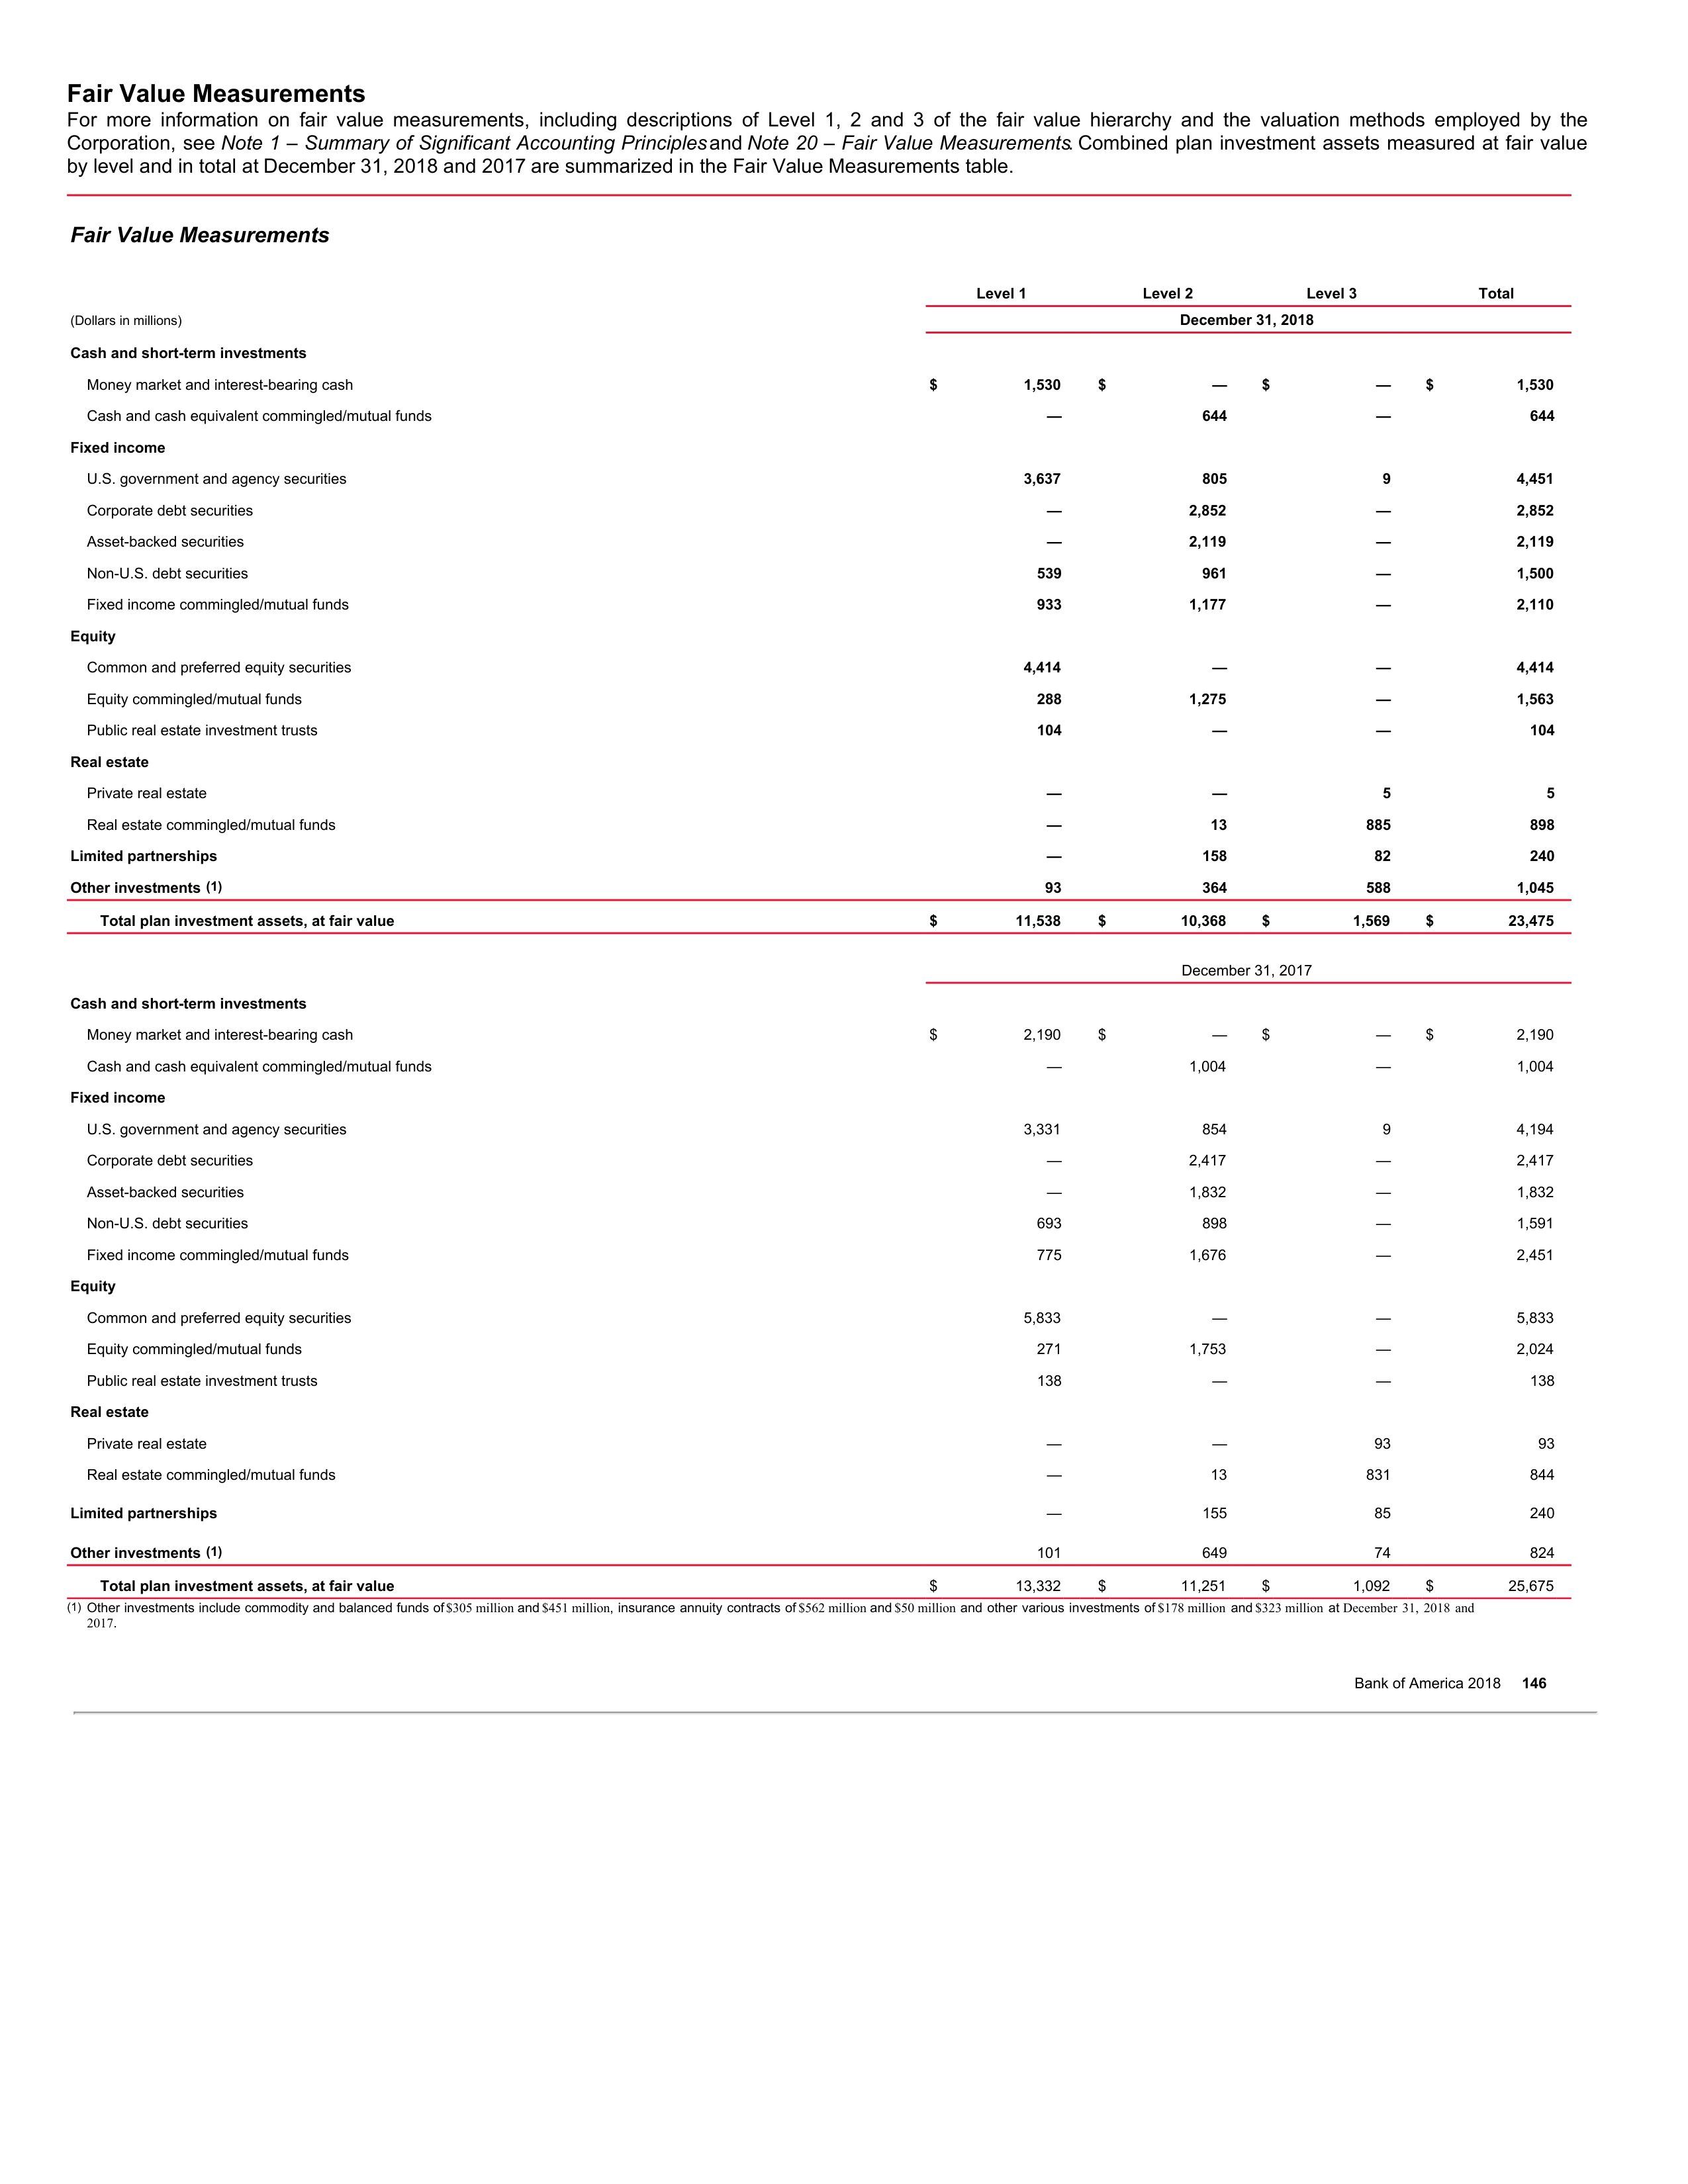 Fair Value Measurements
For more information on fair value measurements, including descriptions of Level 1, 2 and 3 of the fair value hierarchy and the valuation methods employed by the
Corporation, see Note 1 – Summary of Significant Accounting Principles and Note 20 – Fair Value Measurements. Combined plan investment assets measured at fair value
by level and in total at December 31, 2018 and 2017 are summarized in the Fair Value Measurements table.
Fair Value Measurements
Level 1 Level 2 Level 3 Total
(Dollars in millions) December 31, 2018
Cash and short-term investments
Money market and interest-bearing cash $ 1,530 $ — $ — $ 1,530
Cash and cash equivalent commingled/mutual funds — 644 — 644
Fixed income
U.S. government and agency securities 3,637 805 9 4,451
Corporate debt securities — 2,852 — 2,852
Asset-backed securities — 2,119 — 2,119
Non-U.S. debt securities 539 961 — 1,500
Fixed income commingled/mutual funds 933 1,177 — 2,110
Equity
Common and preferred equity securities 4,414 — — 4,414
Equity commingled/mutual funds 288 1,275 — 1,563
Public real estate investment trusts 104 — — 104
Real estate
Private real estate — — 5 5
Real estate commingled/mutual funds — 13 885 898
Limited partnerships — 158 82 240
Other investments (1) 93 364 588 1,045
Total plan investment assets, at fair value $ 11,538 $ 10,368 $ 1,569 $ 23,475
December 31, 2017
Cash and short-term investments
Money market and interest-bearing cash $ 2,190 $ — $ — $ 2,190
Cash and cash equivalent commingled/mutual funds — 1,004 — 1,004
Fixed income
U.S. government and agency securities 3,331 854 9 4,194
Corporate debt securities — 2,417 — 2,417
Asset-backed securities — 1,832 — 1,832
Non-U.S. debt securities 693 898 — 1,591
Fixed income commingled/mutual funds 775 1,676 — 2,451
Equity
Common and preferred equity securities 5,833 — — 5,833
Equity commingled/mutual funds 271 1,753 — 2,024
Public real estate investment trusts 138 — — 138
Real estate
Private real estate — — 93 93
Real estate commingled/mutual funds — 13 831 844
Limited partnerships — 155 85 240
Other investments (1) 101 649 74 824
Total plan investment assets, at fair value $ 13,332 $ 11,251 $ 1,092 $ 25,675
(1) Other investments include commodity and balanced funds of $305 million and $451 million, insurance annuity contracts of $562 million and $50 million and other various investments of $178 million and $323 million at December 31, 2018 and
2017.
Bank of America 2018 146